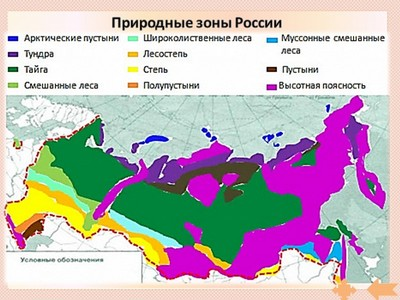 Природные зоны России
Арктические пустыни
Широколиственные леса
Муссонные смешанные
леса
Тундра
Лесостепь
Тайга
Степь
Пустыни
Смешанные леса
Полупустыни
Высотная поясность
Условные обозначения